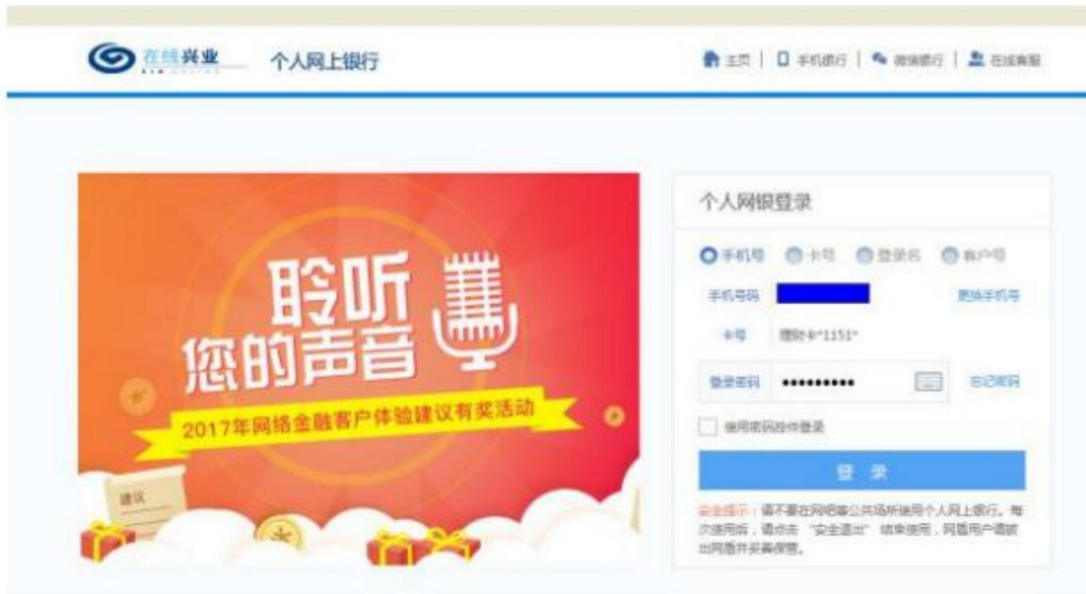 在线兴业
个人网上银行
主页 | 手机银行 | 微信银行 | 在线客服
聆听
您的声音
2017年网络金融客户体验建议有奖活动
建议
个人网银登录
手机号 卡号 登录名 客户号
手机号码 更换手机号
卡号 理财卡*1151*
登录密码 ••••••••• 忘记密码
使用密码控件登录
登 录
安全提示：请不要在网吧等公共场所使用个人网上银行。每
次使用后，请点击 “安全退出” 结束使用，网盾用户请拔
出网盾并妥善保管。